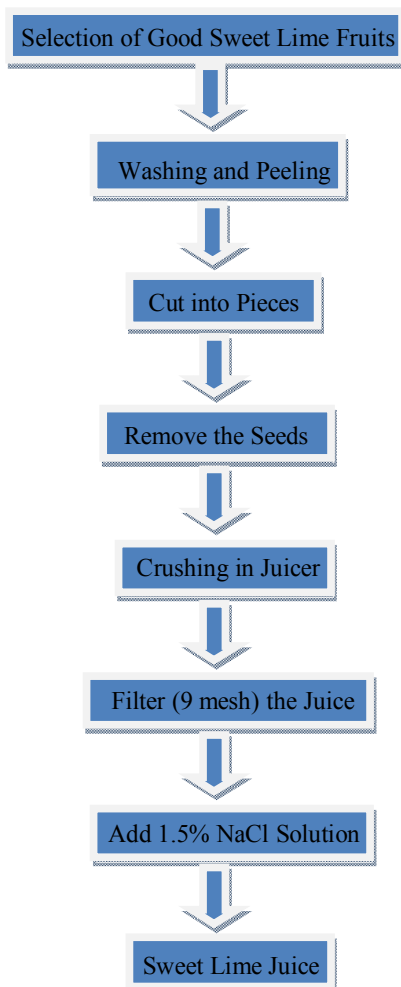 Selection of Good Sweet Lime Fruits
Washing and Peeling
Cut into Pieces
Remove the Seeds
Crushing in Juicer
Filter (9 mesh) the Juice
Add 1.5% NaCl Solution
Sweet Lime Juice